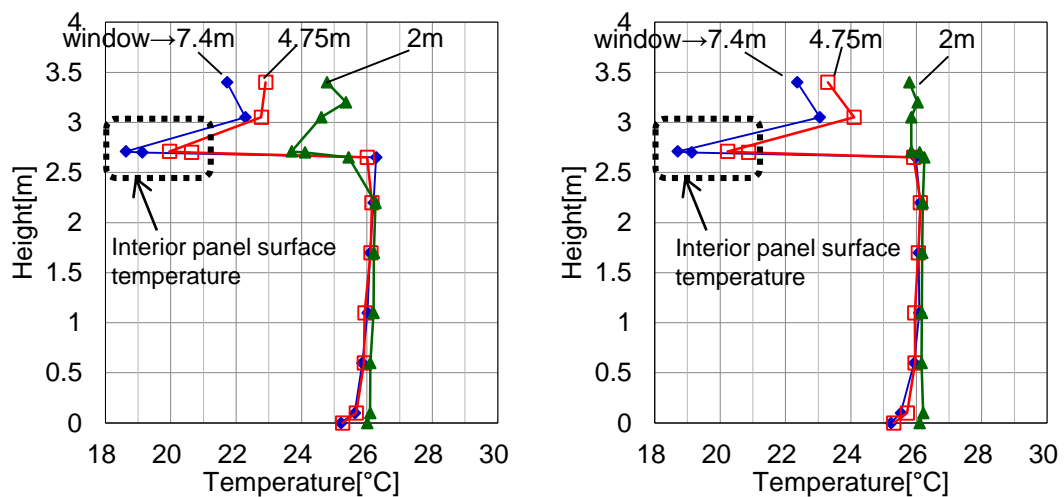 4
window→7.4m 4.75m 2m
3.5
3
2.5
2
1.5
1
0.5
0
Height[m]
Interior panel surface
temperature
18 20 22 24 26 28 30
Temperature[°C]
4
window→7.4m 4.75m 2m
3.5
3
2.5
2
1.5
1
0.5
0
Height[m]
Interior panel surface
temperature
18 20 22 24 26 28 30
Temperature[°C]